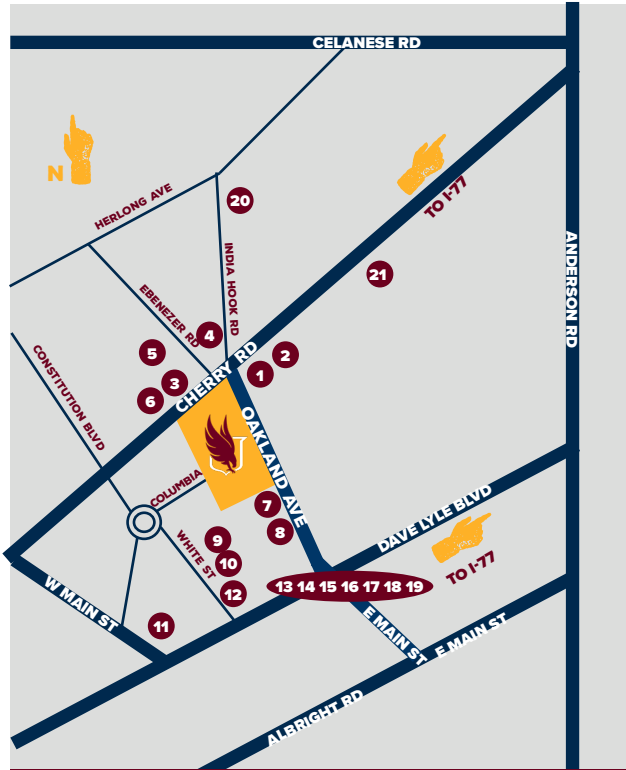 CELANESE RD
N
TO I-77
HERLONG AVE
20
INDIA HOOK RD
ANDERSON RD
21
EBENEZER RD
4
5
2
CONSTITUTION BLVD
CHERRY RD
1
3
6
OAKLAND AVE
COLUMBIA
7
DAVE LYLE BLVD
8
WHITE ST
9
10
TO I-77
12
13 14 15 16 17 18 19
W MAIN ST
11
E MAIN ST
E MAIN ST
ALBRIGHT RD